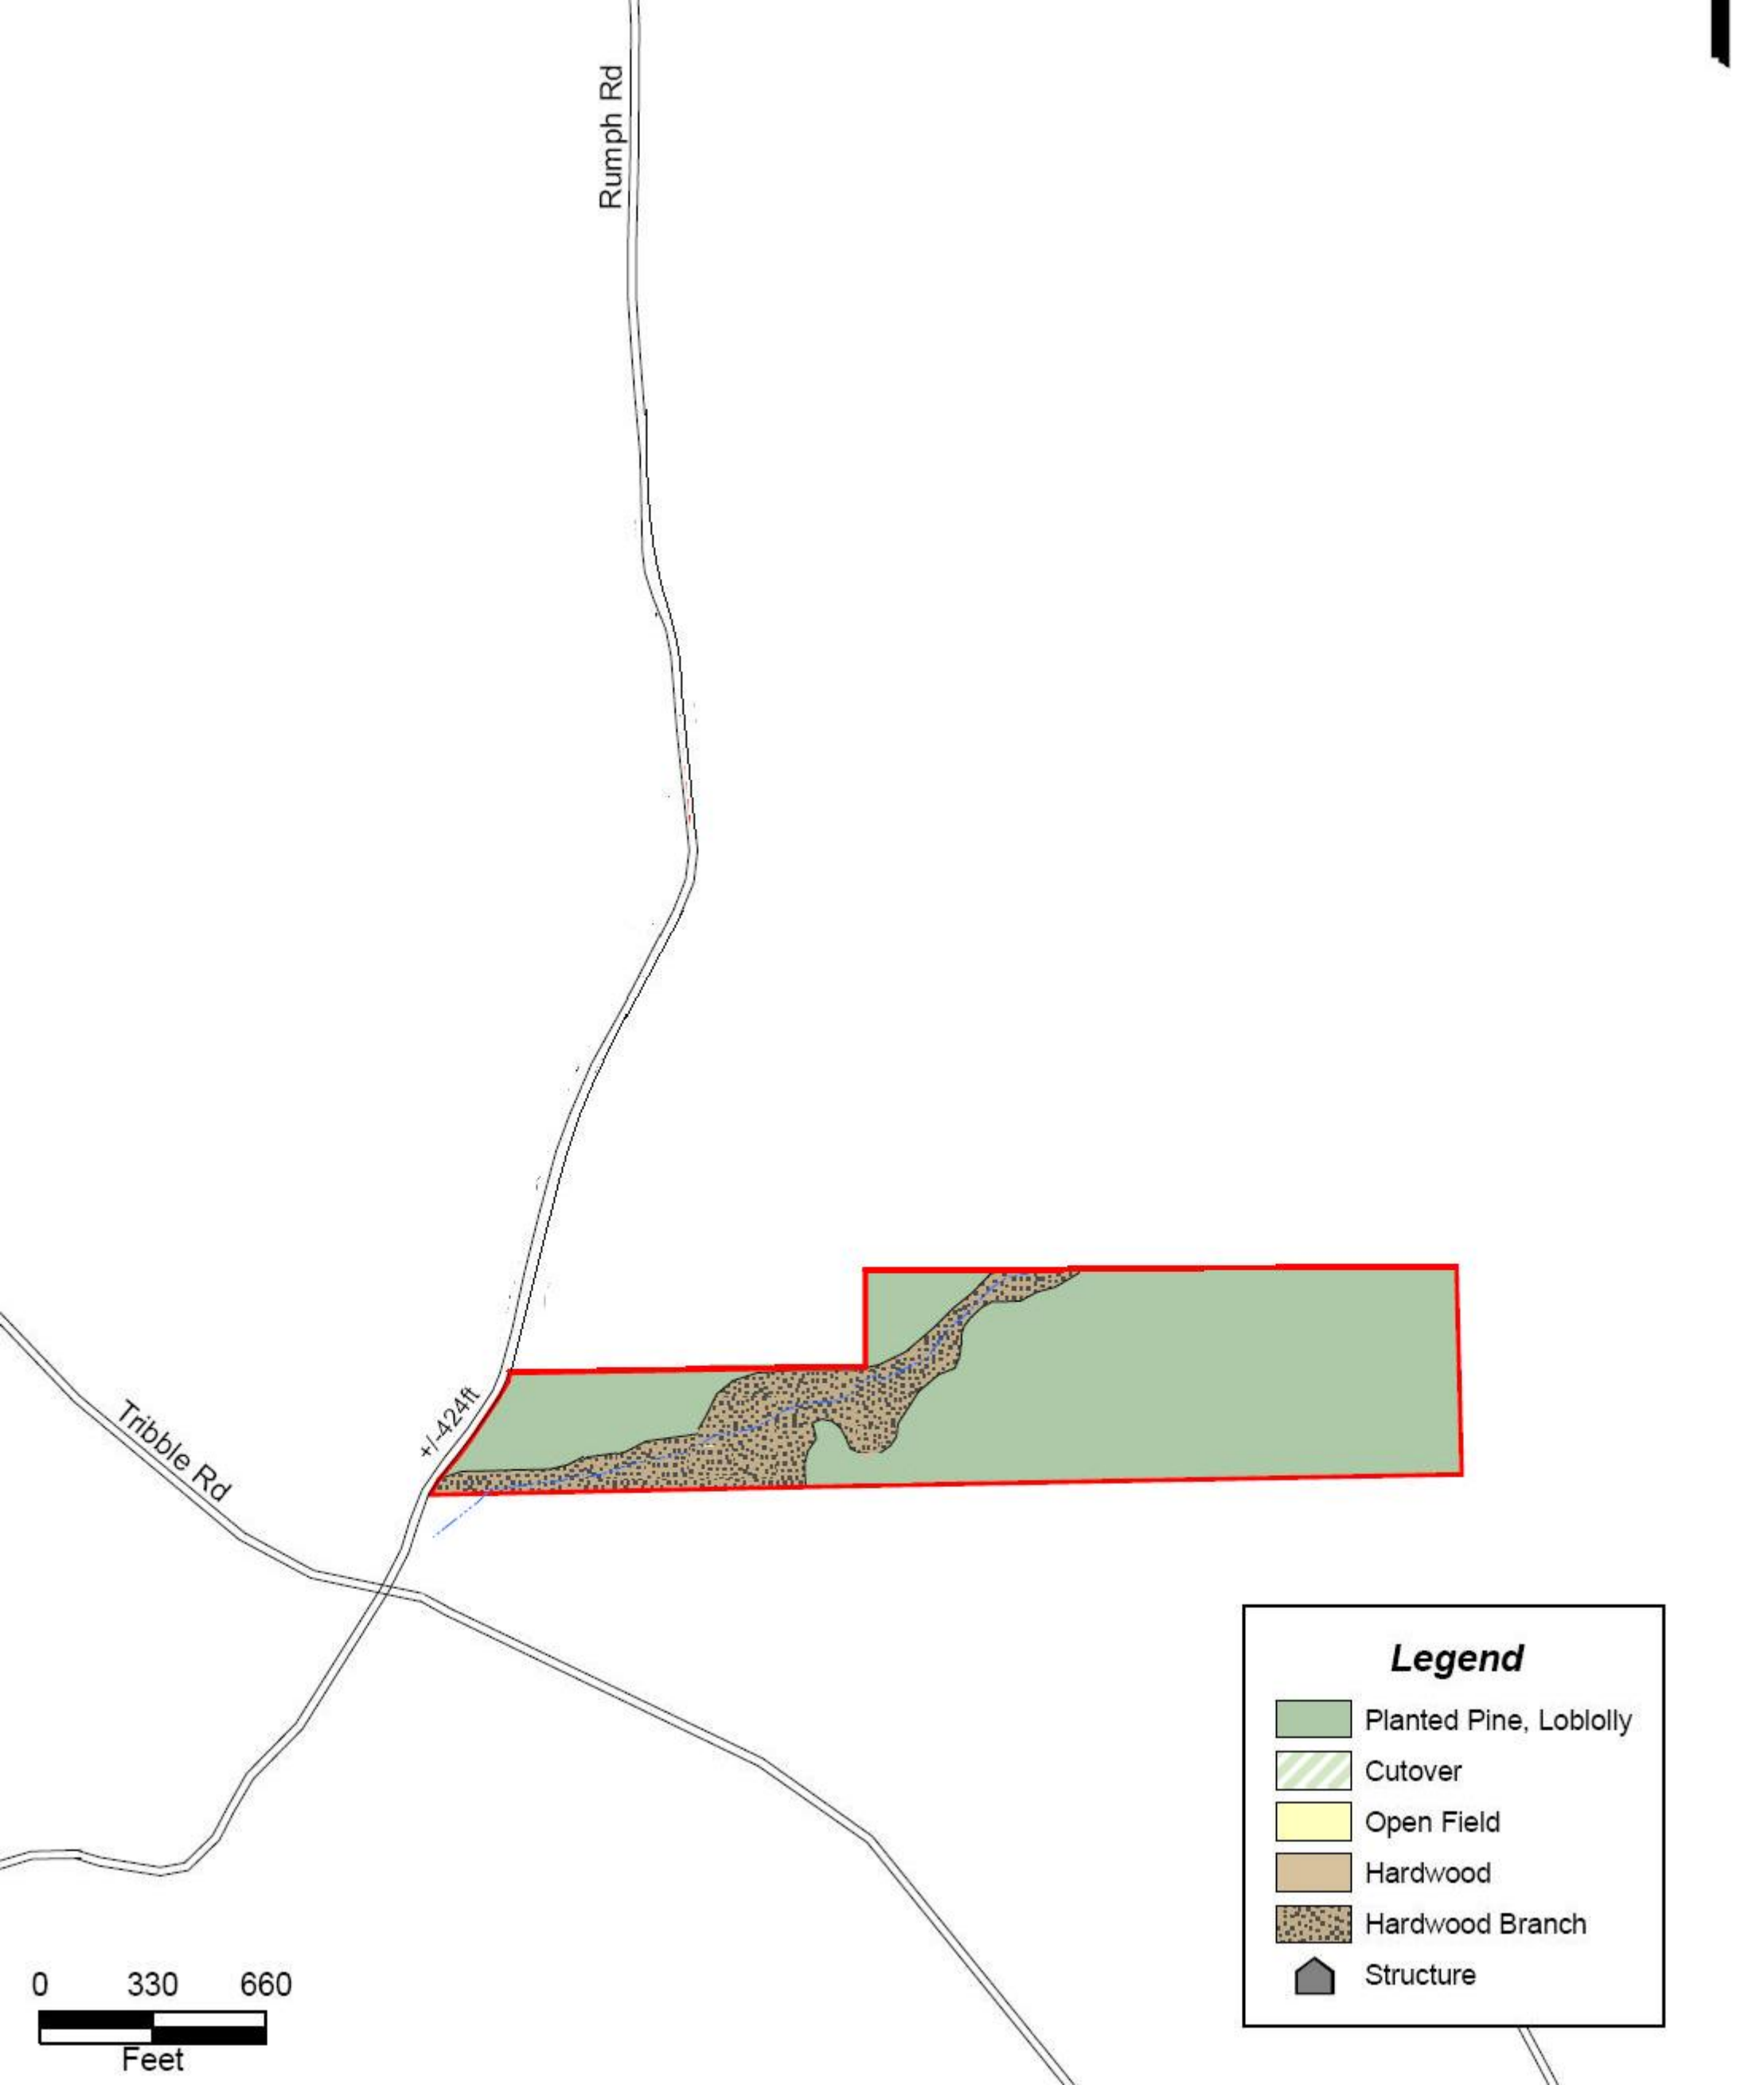 Rumph Rd
+/-424ft
Tribble Rd
Legend
Planted Pine, Loblolly
Cutover
Open Field
Hardwood
Hardwood Branch
Structure
0 330 660
Feet